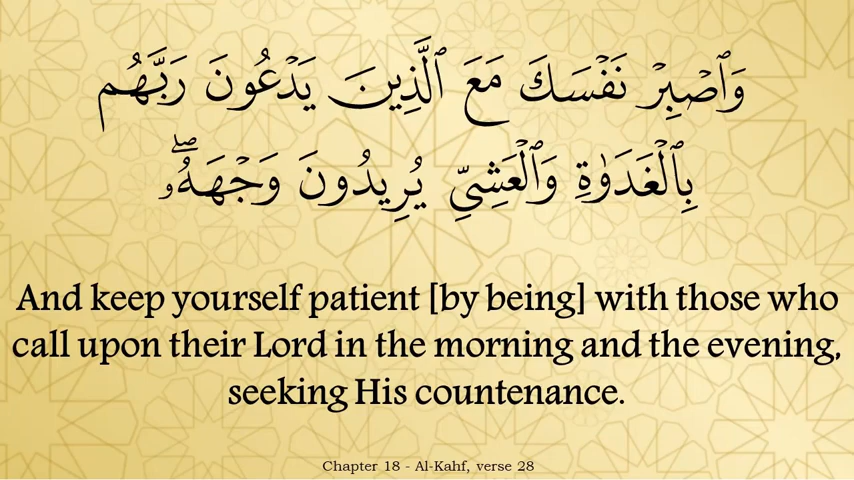 وَٱصْبِرْ نَفْسَكَ مَعَ ٱلَّذِينَ يَدْعُونَ رَبَّهُم
بِٱلْغَدَوٰةِ وَٱلْعَشِىِّ يُرِيدُونَ وَجْهَهُۥۖ
And keep yourself patient [by being] with those who
call upon their Lord in the morning and the evening,
seeking His countenance.
Chapter 18 - Al-Kahf, verse 28